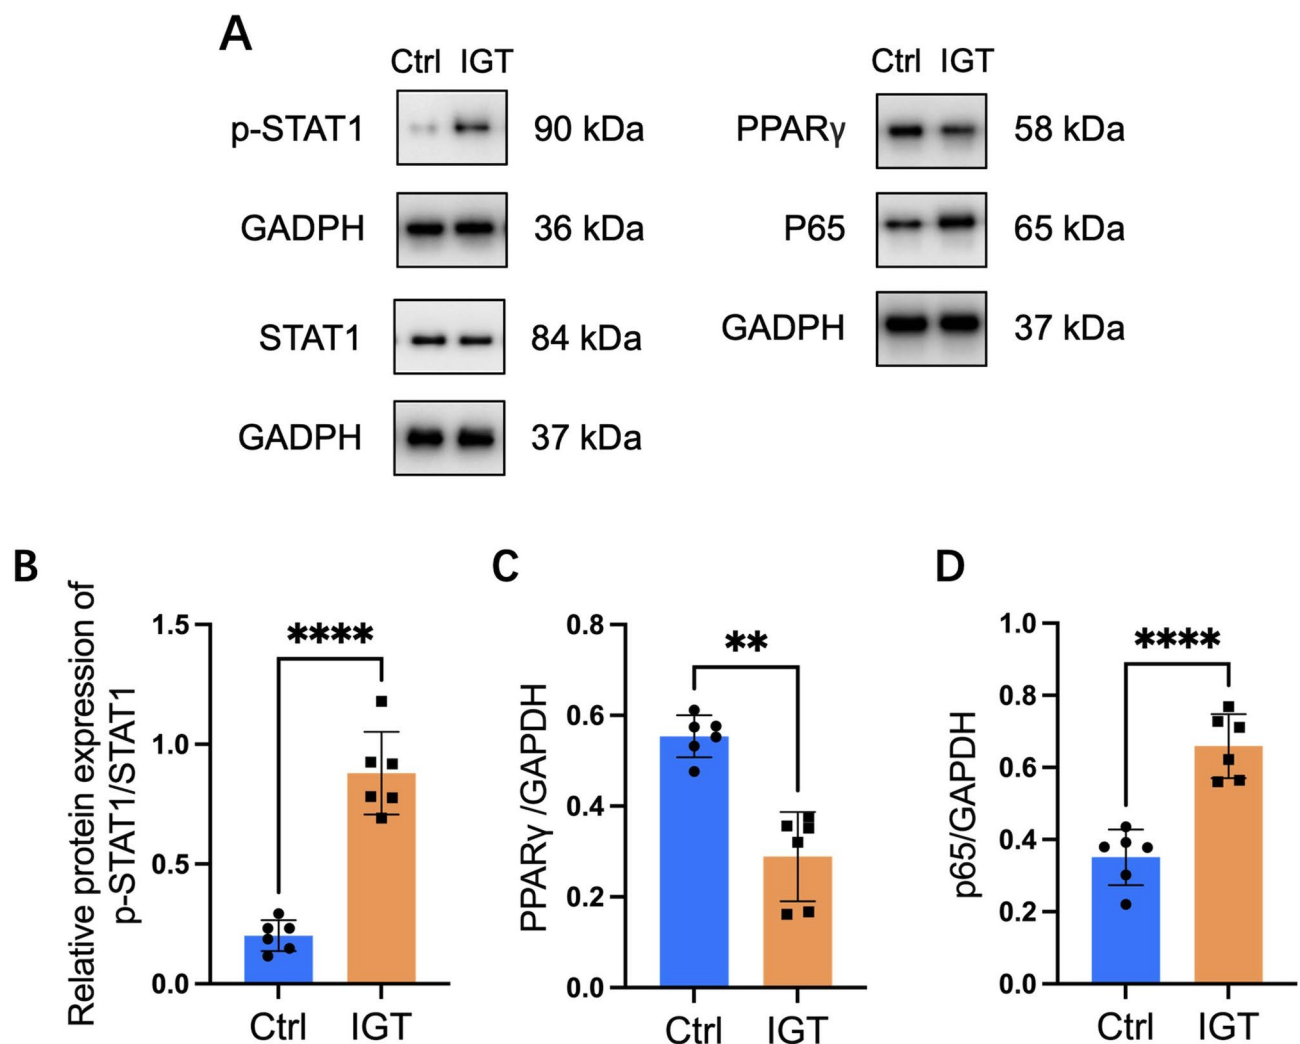 A
Ctrl IGT
p-STAT1 90 kDa
GADPH 36 kDa
STAT1 84 kDa
GADPH 37 kDa
Ctrl IGT
PPARγ 58 kDa
P65 65 kDa
GADPH 37 kDa
B
Relative protein expression of
p-STAT1/STAT1
1.5
1.0
0.5
0.0
****
Ctrl IGT
C
PPARγ /GAPDH
0.8
0.6
0.4
0.2
0.0
**
Ctrl IGT
D
p65/GAPDH
1.0
0.8
0.6
0.4
0.2
0.0
****
Ctrl IGT